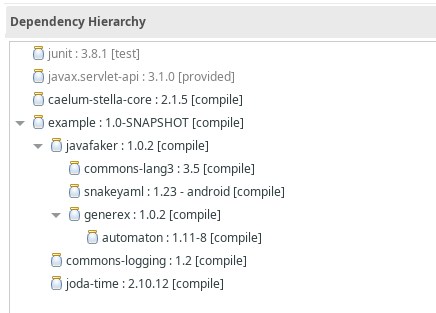 Dependency Hierarchy
junit : 3.8.1 [test]
javax.servlet-api : 3.1.0 [provided]
caelum-stella-core : 2.1.5 [compile]
example : 1.0-SNAPSHOT [compile]
javafaker : 1.0.2 [compile]
commons-lang3 : 3.5 [compile]
snakeyaml : 1.23 - android [compile]
generex : 1.0.2 [compile]
automaton : 1.11-8 [compile]
commons-logging : 1.2 [compile]
joda-time : 2.10.12 [compile]